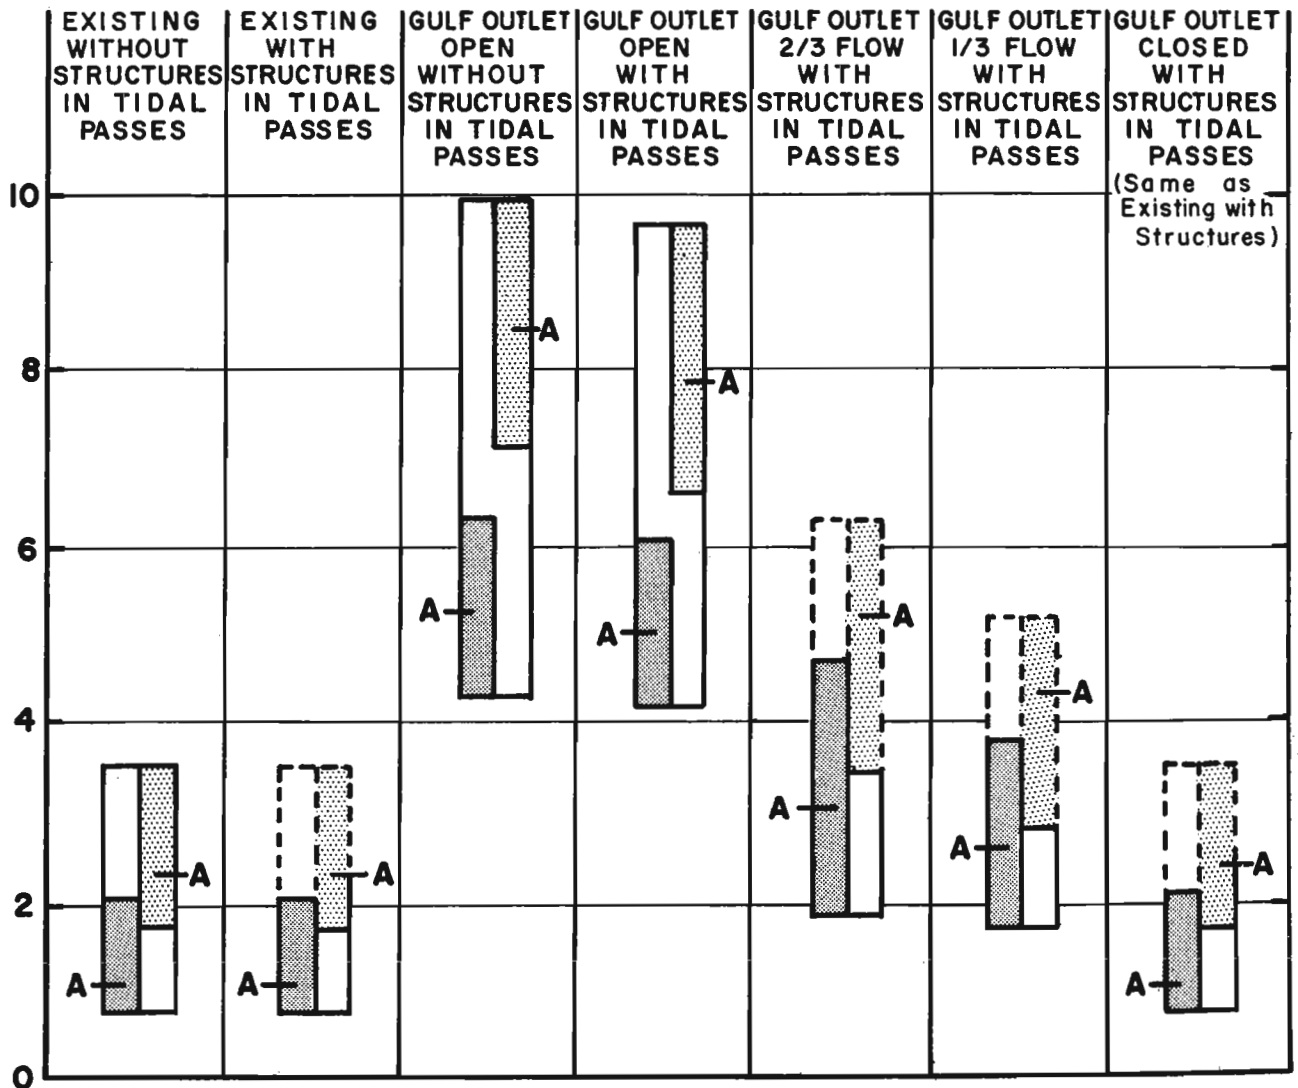 EXISTING
WITHOUT
STRUCTURES
IN TIDAL
PASSES
EXISTING
WITH
STRUCTURES
IN TIDAL
PASSES
GULF OUTLET
OPEN
WITHOUT
STRUCTURES
IN TIDAL
PASSES
GULF OUTLET
OPEN
WITH
STRUCTURES
IN TIDAL
PASSES
GULF OUTLET
2/3 FLOW
WITH
STRUCTURES
IN TIDAL
PASSES
GULF OUTLET
1/3 FLOW
WITH
STRUCTURES
IN TIDAL
PASSES
GULF OUTLET
CLOSED
WITH
STRUCTURES
IN TIDAL
PASSES
(Same as
Existing with
Structures)
10
8
6
4
2
0
A
A
A
A
A
A
A
A
A
A
A
A
A
A